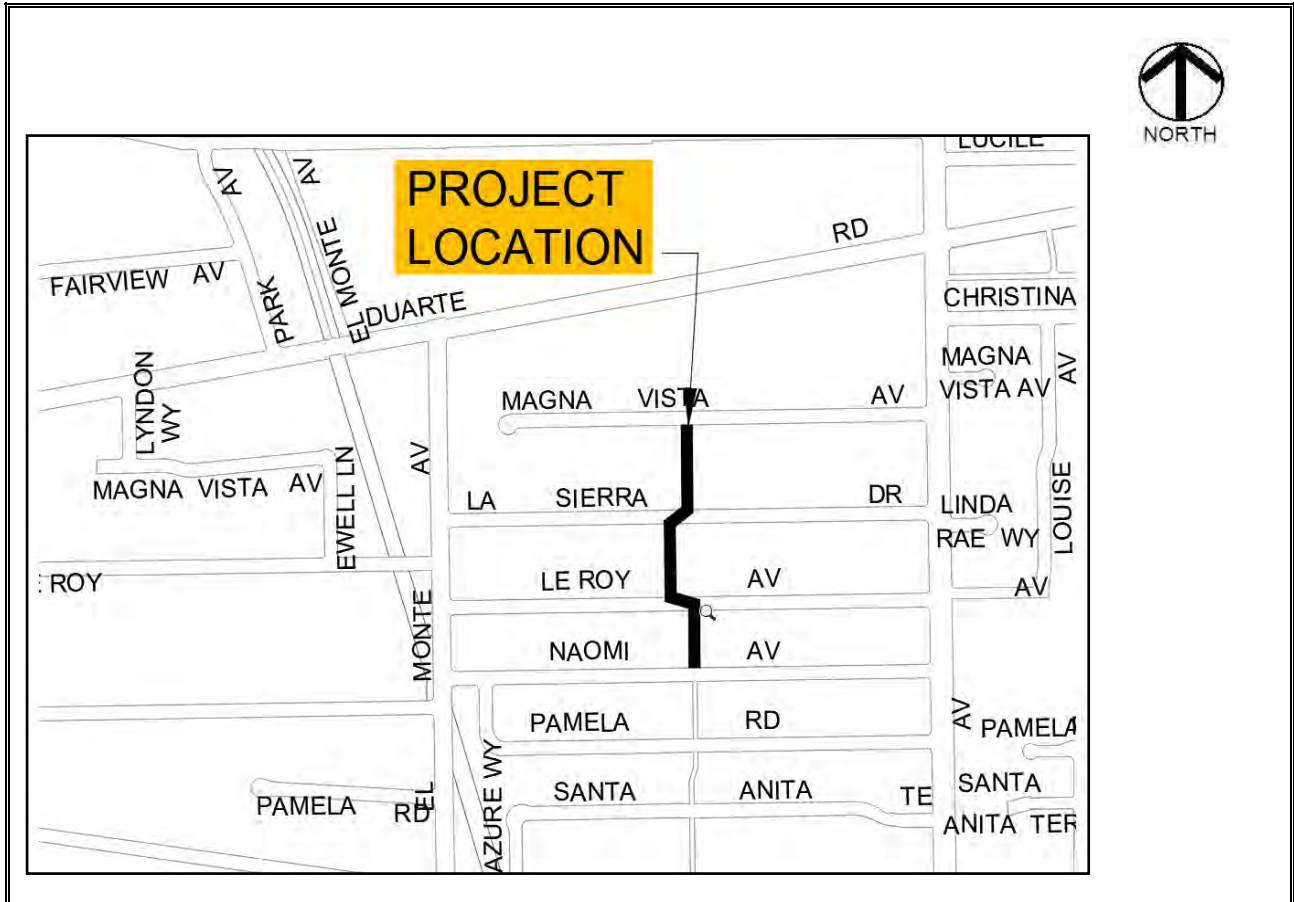 NORTH
LUCILE
AV
AV
PROJECT
LOCATION
RD
EL MONTE
FAIRVIEW AV
PARK
DUARTE
CHRISTINA
MAGNA
VISTA AV
AV
LYNDON
WY
MAGNA VISTA AV
MAGNA VISTA AV
AV
EWELL LN
LA SIERRA DR
LINDA
RAE WY
LOUISE
ROY
LE ROY AV
AV
MONTE
NAOMI AV
PAMELA RD
AV
PAMELA
PAMELA RD
EL
AZURE WY
SANTA ANITA TE
SANTA
ANITA TER